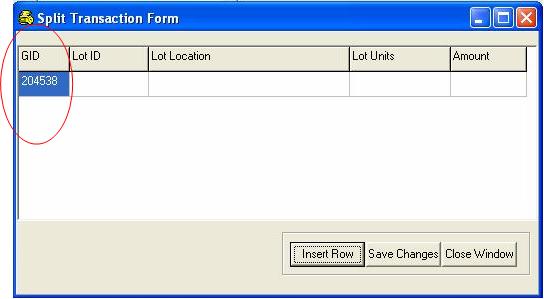 Split Transaction Form
GID Lot ID Lot Location Lot Units Amount
204538
Insert Row Save Changes Close Window